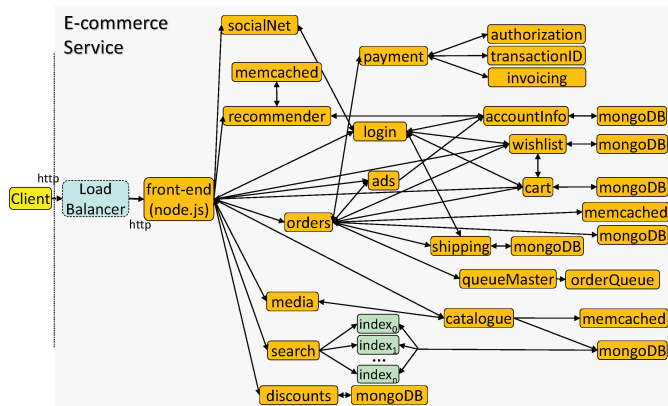 E-commerce
Service
socialNet
memcached
recommender
payment
authorization
transactionID
invoicing
login
accountInfo
mongoDB
wishlist
mongoDB
http
Client
Load
Balancer
http
front-end
(node.js)
ads
cart
mongoDB
orders
memcached
mongoDB
shipping
mongoDB
queueMaster
orderQueue
media
catalogue
memcached
search
index0
index1
...
indexn
mongoDB
discounts
mongoDB